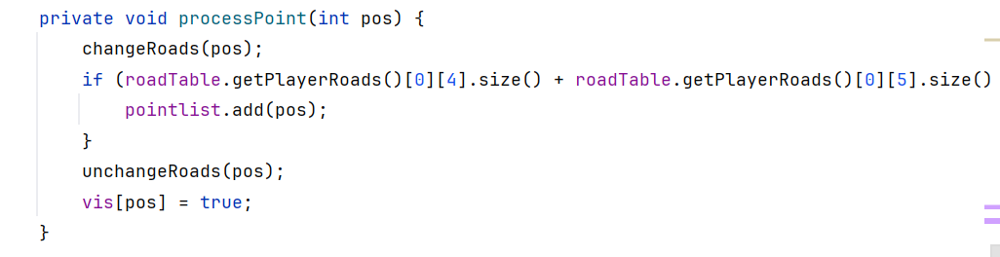 private void processPoint(int pos) {
changeRoads(pos);
if (roadTable.getPlayerRoads()[0][4].size() + roadTable.getPlayerRoads()[0][5].size()
pointlist.add(pos);
}
unchangeRoads(pos);
vis[pos] = true;
}